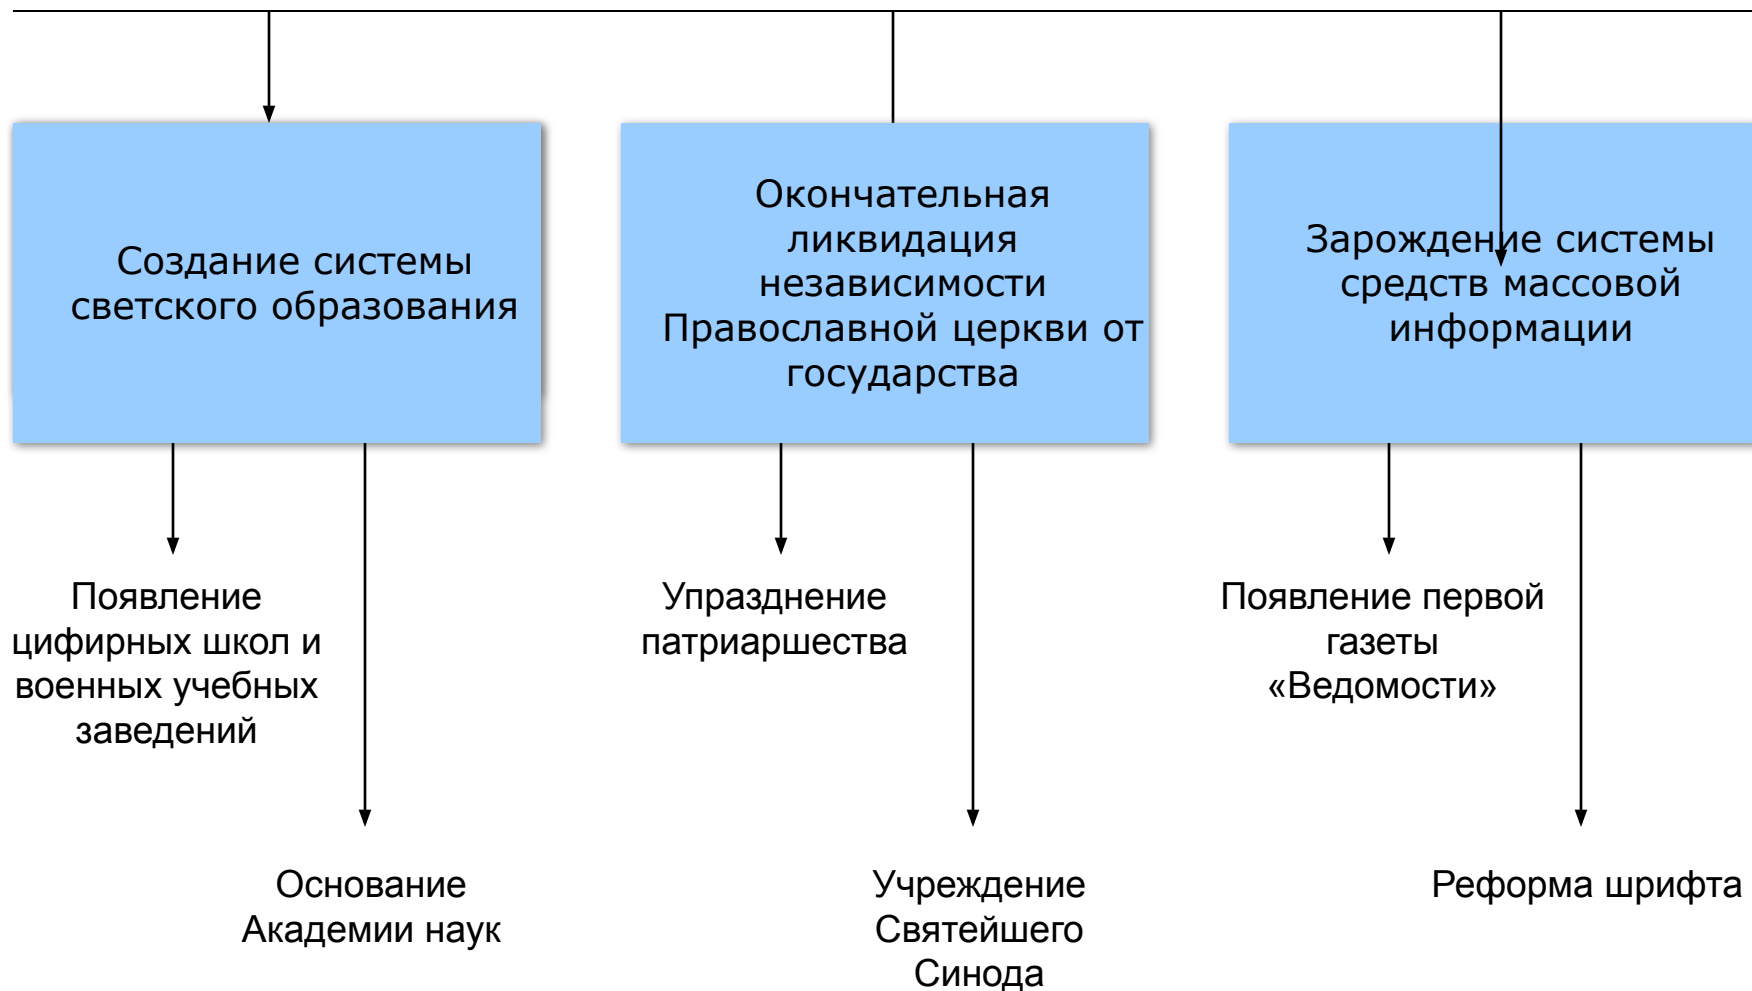 Создание системы
светского образования
Окончательная
ликвидация
независимости
Православной церкви от
государства
Зарождение системы
средств массовой
информации
Появление
цифирных школ и
военных учебных
заведений
Основание
Академии наук
Упразднение
патриаршества
Учреждение
Святейшего
Синода
Появление первой
газеты
«Ведомости»
Реформа шрифта